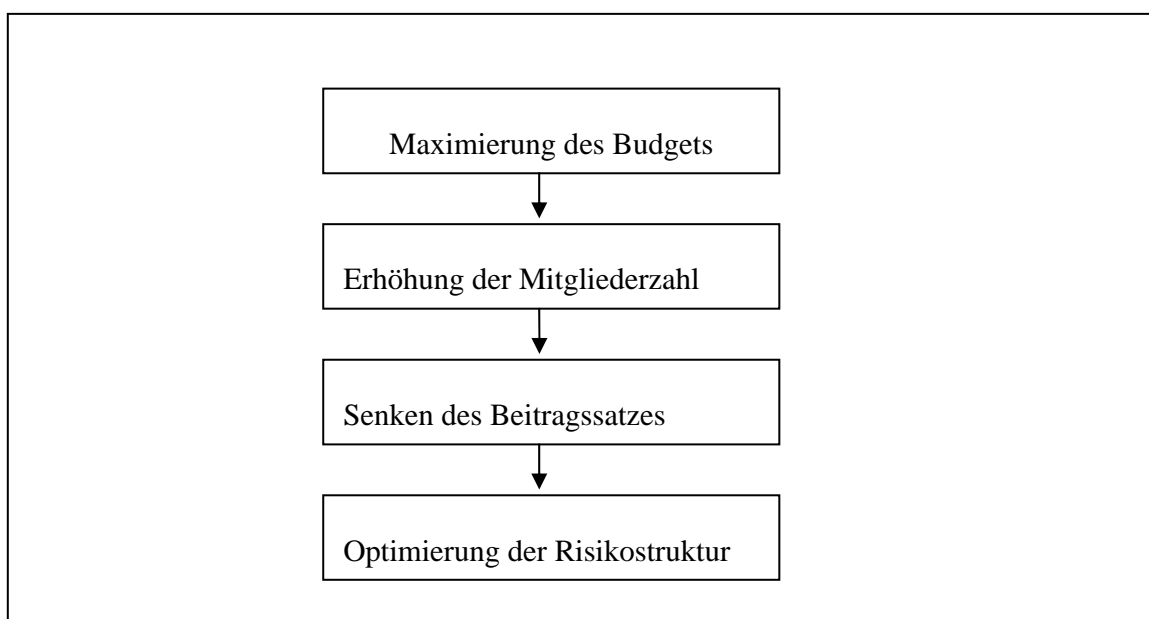 Maximierung des Budgets
Erhöhung der Mitgliederzahl
Senken des Beitragssatzes
Optimierung der Risikostruktur